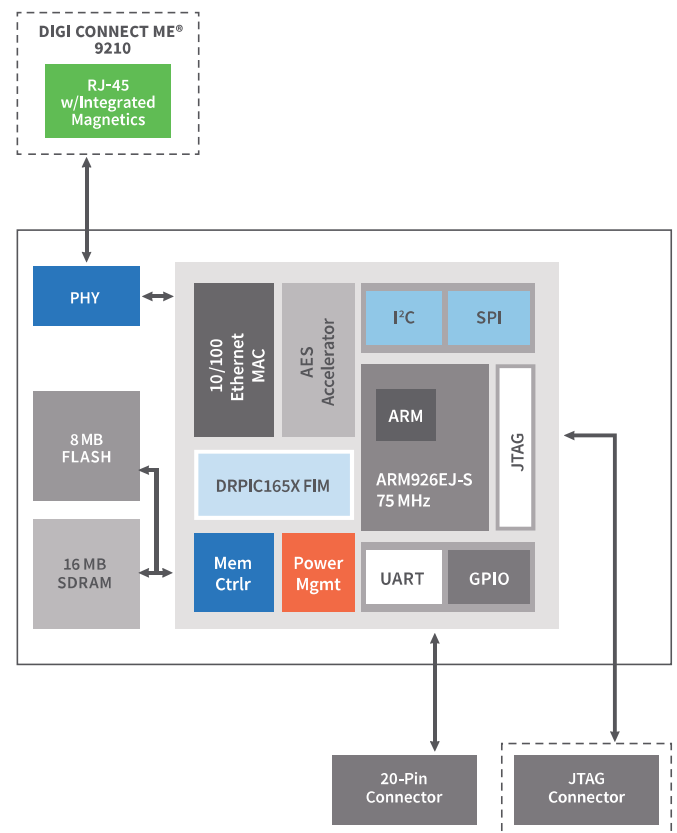 DIGI CONNECT ME®
9210
RJ-45
w/Integrated
Magnetics
PHY
10/100
Ethernet
MAC
AES
Accelerator
I²C
SPI
8 MB
FLASH
ARM
ARM926EJ-S
75 MHz
JTAG
DRPIC165X FIM
16 MB
SDRAM
Mem
Ctrlr
Power
Mgmt
UART
GPIO
20-Pin
Connector
JTAG
Connector